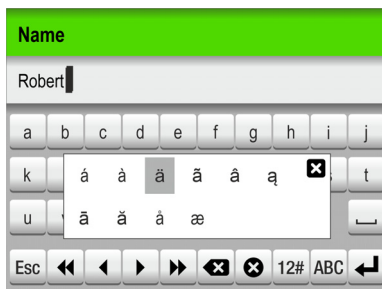 Name
Robert
a b c d e f g h i j
k t
á à ä ã â ą
u
ā ă å æ
Esc 12# ABC